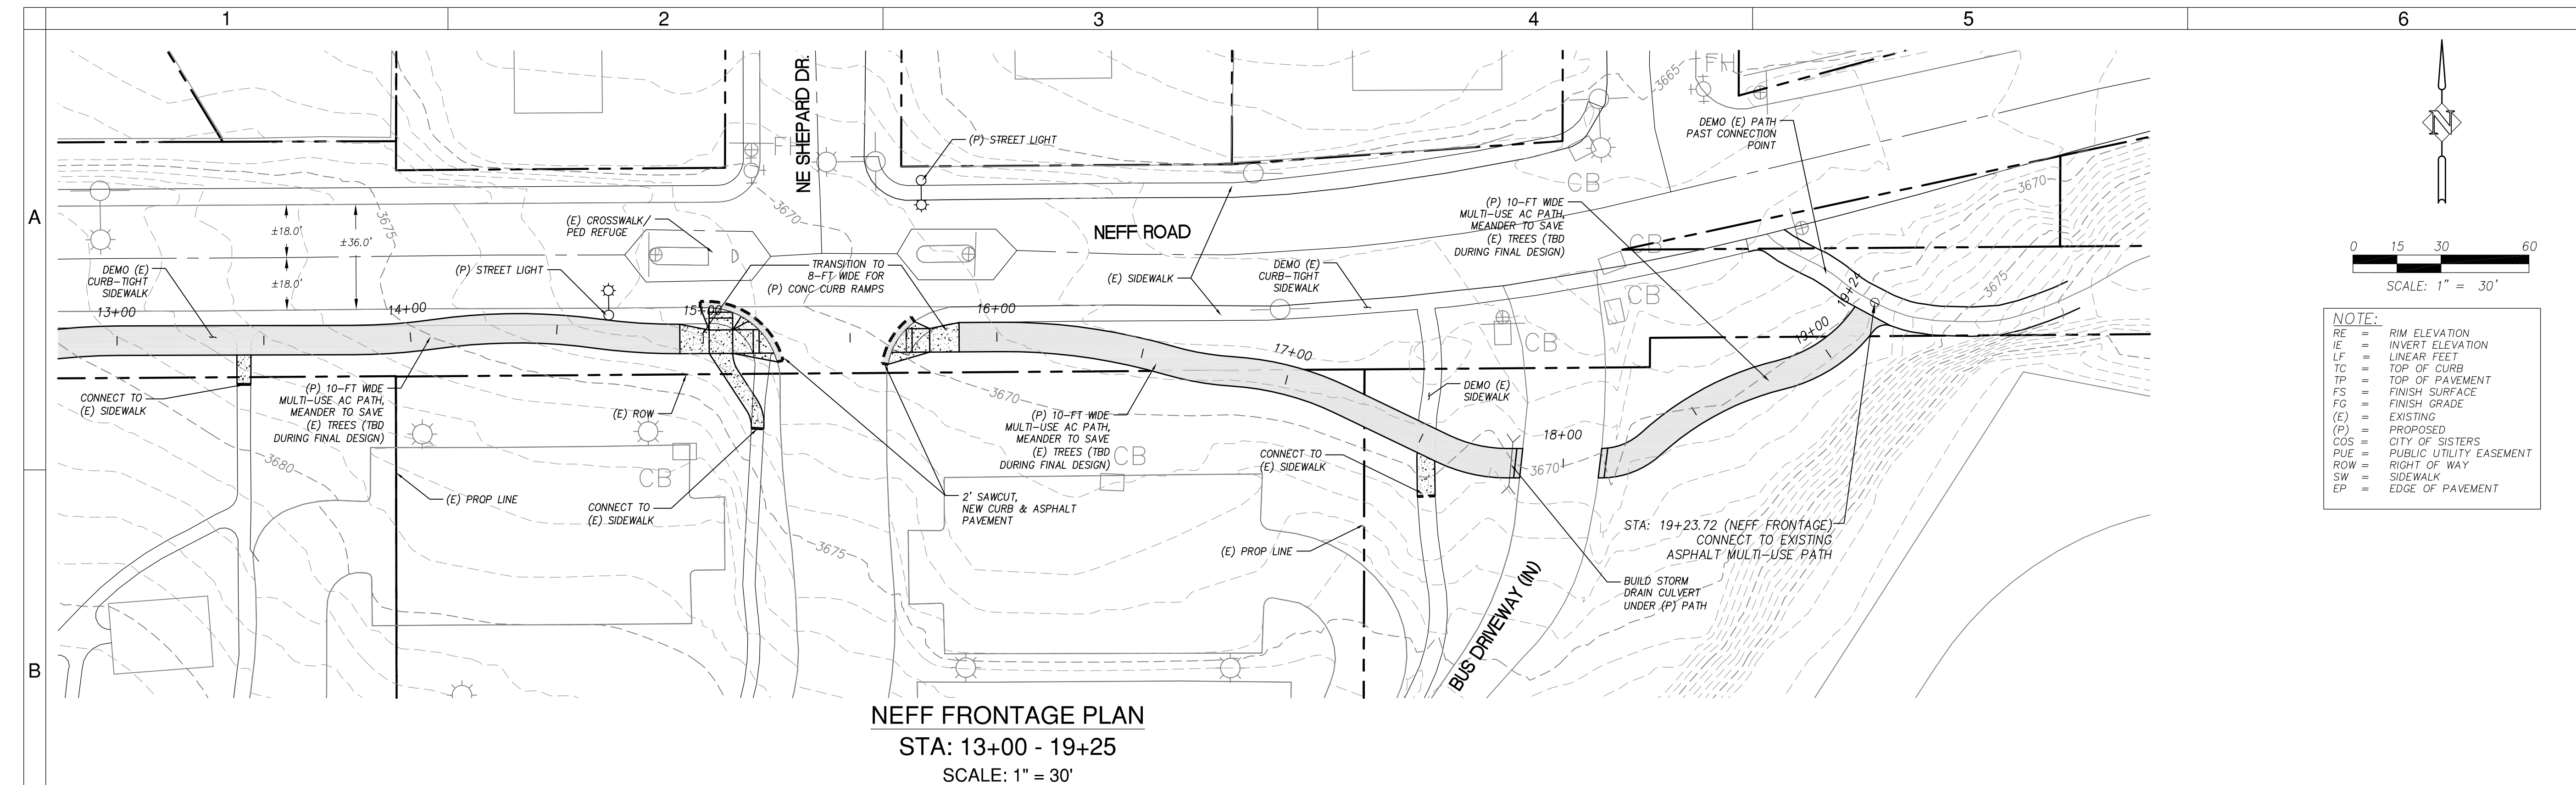 1 2 3 4 5 6
A
B
NE SHEPARD DR.
FH
FH
3665
DEMO (E) PATH
PAST CONNECTION
POINT
(P) STREET LIGHT
CB
3670
3670
3675
±18.0'
±36.0'
±18.0'
(E) CROSSWALK/
PED REFUGE
NEFF ROAD
(P) 10-FT WIDE
MULTI-USE AC PATH,
MEANDER TO SAVE
(E) TREES (TBD
DURING FINAL DESIGN)
CB
DEMO (E)
CURB-TIGHT
SIDEWALK
(P) STREET LIGHT
TRANSITION TO
8-FT WIDE FOR
(P) CONC CURB RAMPS
(E) SIDEWALK
DEMO (E)
CURB-TIGHT
SIDEWALK
CB
3675
19+24
13+00
14+00
15+00
16+00
17+00
18+00
19+00
CB
CONNECT TO
(E) SIDEWALK
(P) 10-FT WIDE
MULTI-USE AC PATH,
MEANDER TO SAVE
(E) TREES (TBD
DURING FINAL DESIGN)
(E) ROW
3670
(P) 10-FT WIDE
MULTI-USE AC PATH,
MEANDER TO SAVE
(E) TREES (TBD
DURING FINAL DESIGN)
CB
DEMO (E)
SIDEWALK
CONNECT TO
(E) SIDEWALK
3670
3680
CB
(E) PROP LINE
CONNECT TO
(E) SIDEWALK
2' SAWCUT,
NEW CURB & ASPHALT
PAVEMENT
3675
(E) PROP LINE
STA: 19+23.72 (NEFF FRONTAGE)
CONNECT TO EXISTING
ASPHALT MULTI-USE PATH
BUILD STORM
DRAIN CULVERT
UNDER (P) PATH
BUS DRIVEWAY (IN)
NEFF FRONTAGE PLAN
STA: 13+00 - 19+25
SCALE: 1" = 30'
N
0 15 30 60
SCALE: 1" = 30'
NOTE:
RE = RIM ELEVATION
IE = INVERT ELEVATION
LF = LINEAR FEET
TC = TOP OF CURB
TP = TOP OF PAVEMENT
FS = FINISH SURFACE
FG = FINISH GRADE
(E) = EXISTING
(P) = PROPOSED
COS = CITY OF SISTERS
PUE = PUBLIC UTILITY EASEMENT
ROW = RIGHT OF WAY
SW = SIDEWALK
EP = EDGE OF PAVEMENT